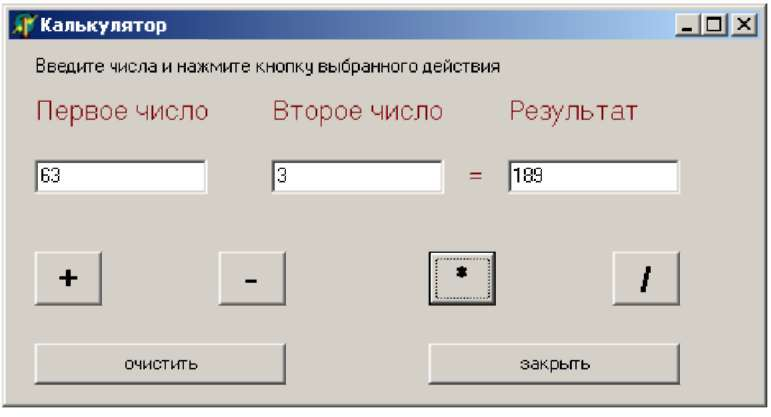 Калькулятор
Введите числа и нажмите кнопку выбранного действия
Первое число Второе число Результат
63 3 = 189
+ - * /
очистить закрыть